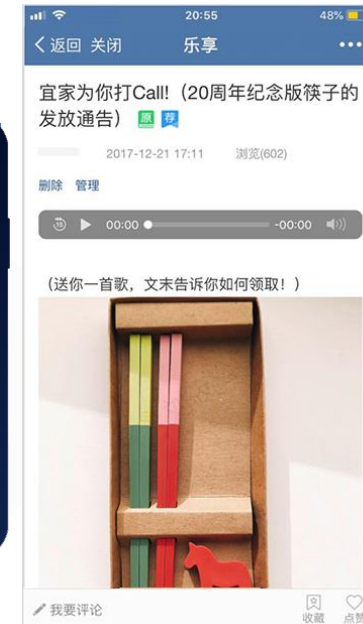 20:55
48%
返回 关闭
乐享
宜家为你打Call!（20周年纪念版筷子的
发放通告） 原 荐
2017-12-21 17:11 浏览(602)
删除 管理
15 00:00 -00:00
（送你一首歌，文末告诉你如何领取！）
我要评论
收藏
点赞